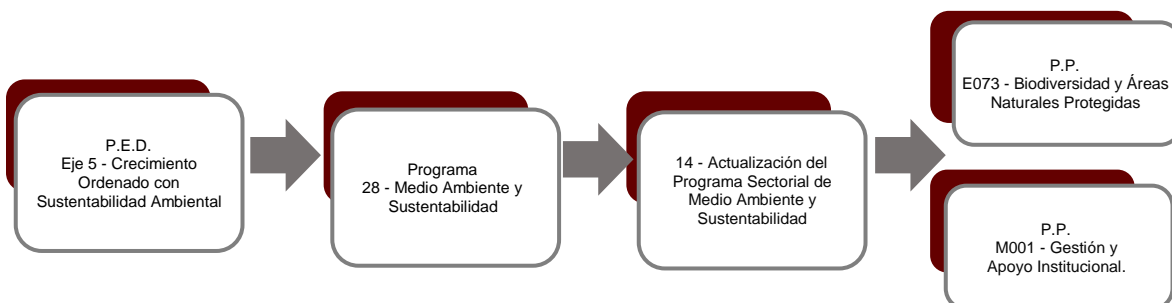 P.E.D.
Eje 5 - Crecimiento
Ordenado con
Sustentabilidad Ambiental
Programa
28 - Medio Ambiente y
Sustentabilidad
14 - Actualización del
Programa Sectorial de
Medio Ambiente y
Sustentabilidad
P.P.
E073 - Biodiversidad y Áreas
Naturales Protegidas
P.P.
M001 - Gestión y
Apoyo Institucional.